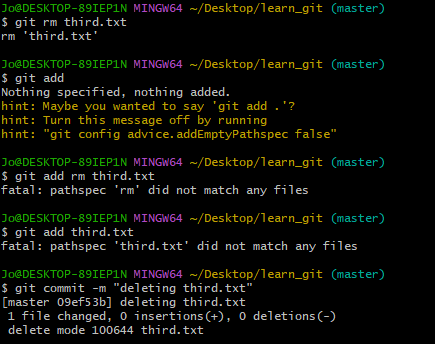 Jo@DESKTOP-89IEP1N MINGW64 ~/Desktop/learn_git (master)
$ git rm third.txt
rm 'third.txt'
Jo@DESKTOP-89IEP1N MINGW64 ~/Desktop/learn_git (master)
$ git add
Nothing specified, nothing added.
hint: Maybe you wanted to say 'git add .'?
hint: Turn this message off by running
hint: "git config advice.addEmptyPathspec false"
Jo@DESKTOP-89IEP1N MINGW64 ~/Desktop/learn_git (master)
$ git add rm third.txt
fatal: pathspec 'rm' did not match any files
Jo@DESKTOP-89IEP1N MINGW64 ~/Desktop/learn_git (master)
$ git add third.txt
fatal: pathspec 'third.txt' did not match any files
Jo@DESKTOP-89IEP1N MINGW64 ~/Desktop/learn_git (master)
$ git commit -m "deleting third.txt"
[master 09ef53b] deleting third.txt
 1 file changed, 0 insertions(+), 0 deletions(-)
 delete mode 100644 third.txt